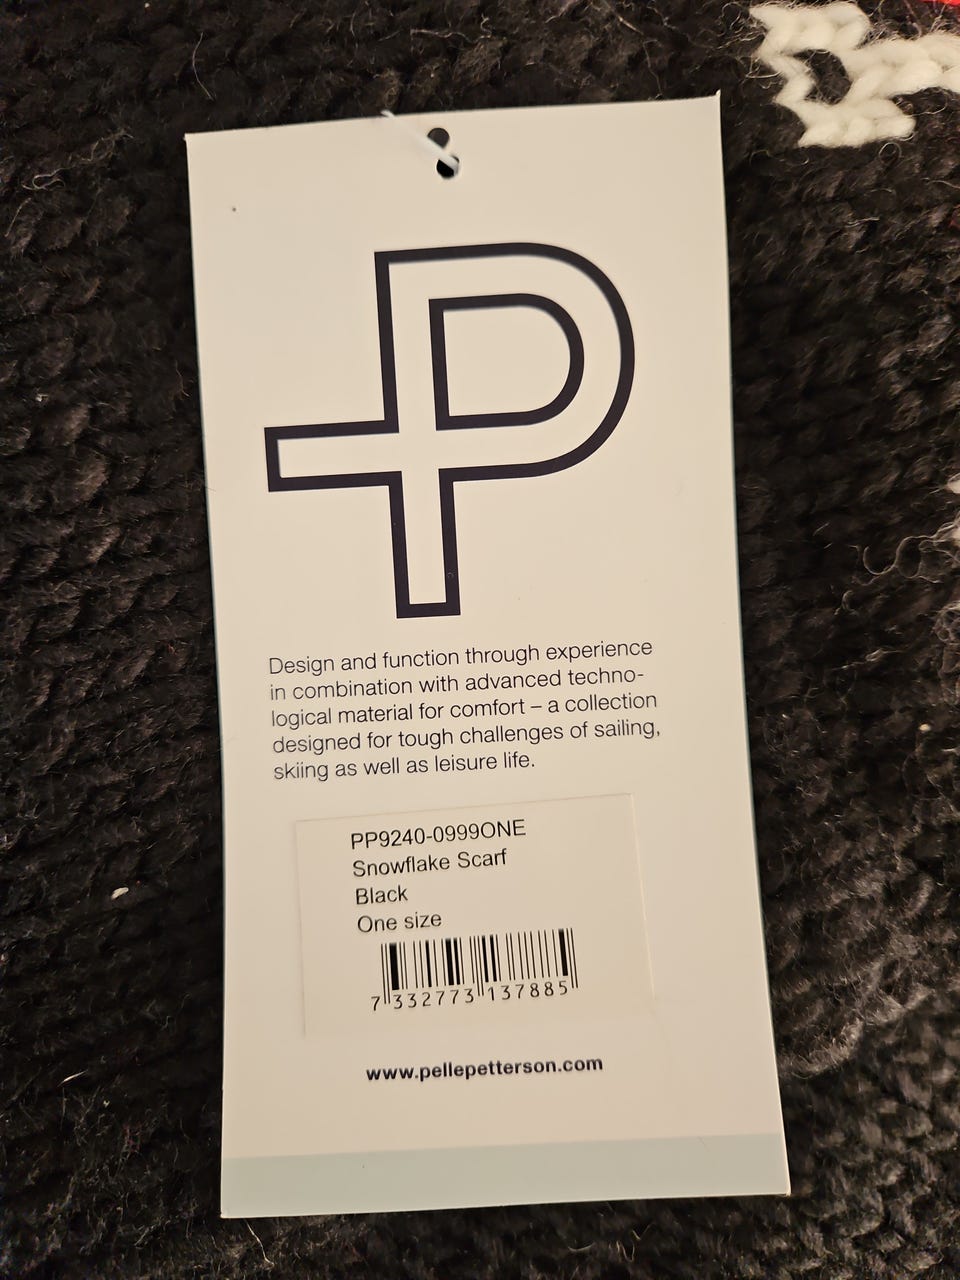 P
Design and function through experience
in combination with advanced techno-
logical material for comfort – a collection
designed for tough challenges of sailing,
skiing as well as leisure life.
PP9240-0999ONE
Snowflake Scarf
Black
One size
7 332773 137885
www.pellepetterson.com